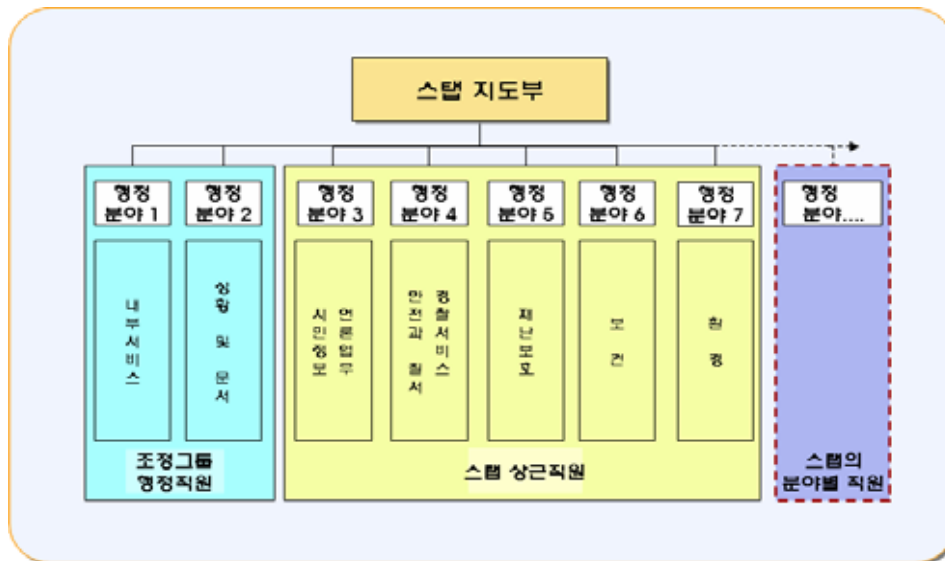 스탭 지도부
행정
분야 1
행정
분야 2
행정
분야 3
행정
분야 4
행정
분야 5
행정
분야 6
행정
분야 7
행정
분야....
내부서비스
상황 및 문서
시민정보
언론업무
안전과 질서
경찰서비스
재난보호
보건
환경
조정그룹
행정직원
스탭 상근직원
스탭의
분야별 직원